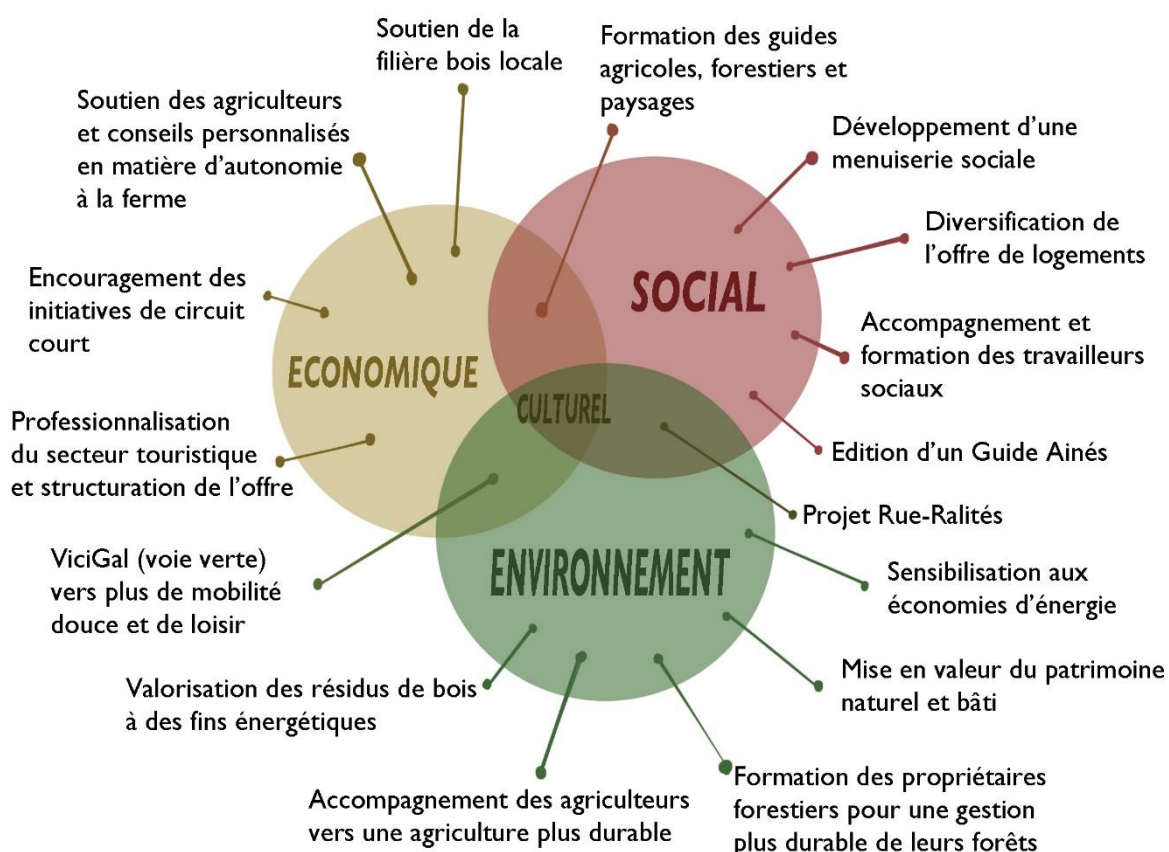 Soutien de la
filière bois locale
Formation des guides
agricoles, forestiers et
paysages
Soutien des agriculteurs
et conseils personnalisés
en matière d'autonomie
à la ferme
Développement d'une
menuiserie sociale
Diversification de
l'offre de logements
Encouragement des
initiatives de circuit
court
SOCIAL
Accompagnement et
formation des travailleurs
sociaux
ECONOMIQUE
CULTUREL
Professionnalisation
du secteur touristique
et structuration de l'offre
Edition d'un Guide Ainés
Projet Rue-Ralités
ViciGal (voie verte)
vers plus de mobilité
douce et de loisir
ENVIRONNEMENT
Sensibilisation aux
économies d'énergie
Mise en valeur du patrimoine
naturel et bâti
Valorisation des résidus de bois
à des fins énergétiques
Accompagnement des agriculteurs
vers une agriculture plus durable
Formation des propriétaires
forestiers pour une gestion
plus durable de leurs forêts